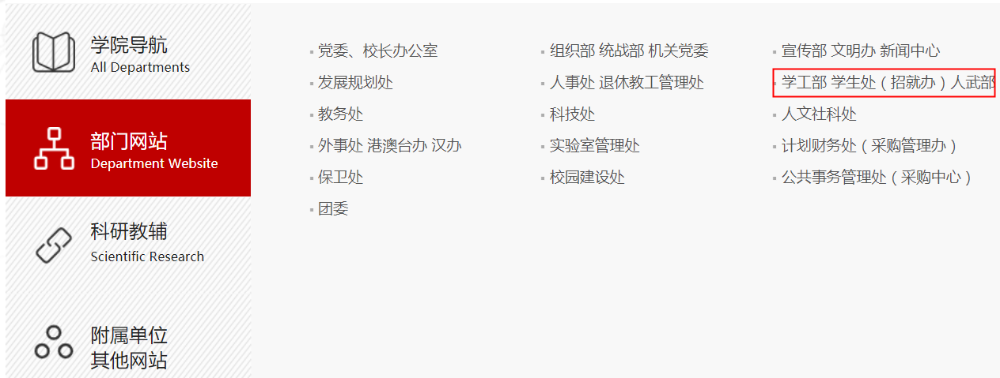 学院导航
All Departments
部门网站
Department Website
科研教辅
Scientific Research
附属单位
其他网站
党委、校长办公室
组织部 统战部 机关党委
宣传部 文明办 新闻中心
发展规划处
人事处 退休教工管理处
学工部 学生处（招就办）人武部
教务处
科技处
人文社科处
外事处 港澳台办 汉办
实验室管理处
计划财务处（采购管理办）
保卫处
校园建设处
公共事务管理处（采购中心）
团委